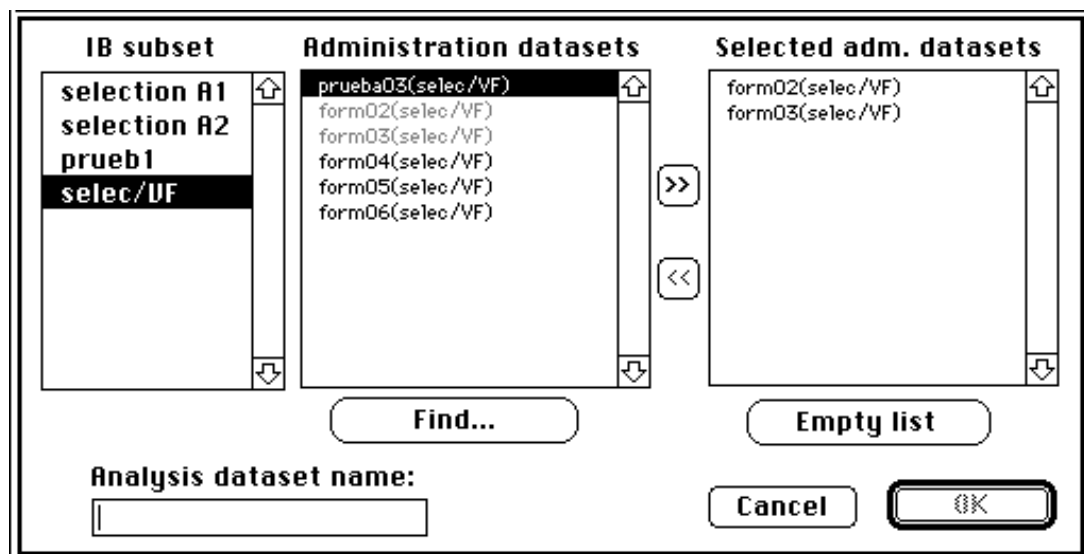 IB subset
Administration datasets
Selected adm. datasets
selection A1
selection A2
prueb1
selec/VF
prueba03(selec/VF)
form02(selec/VF)
form03(selec/VF)
form04(selec/VF)
form05(selec/VF)
form06(selec/VF)
>>
<<
form02(selec/VF)
form03(selec/VF)
Find...
Empty list
Analysis dataset name:
Cancel
OK